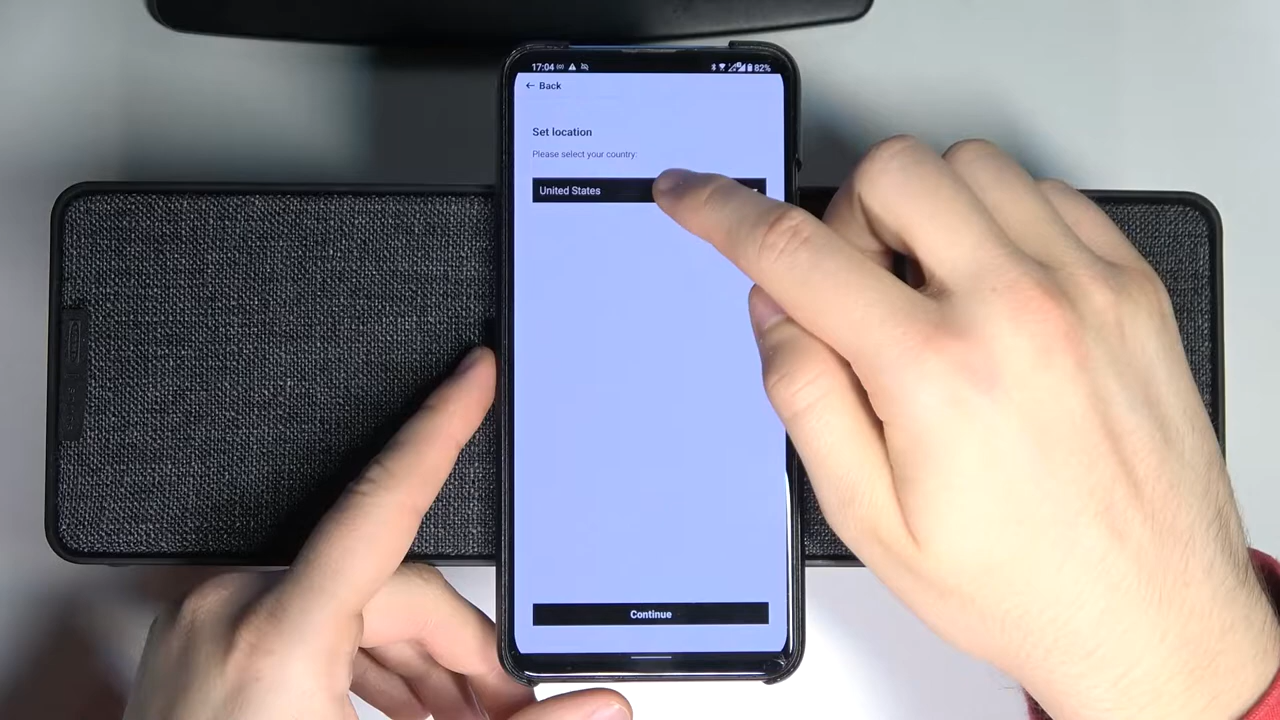 17:04
82%
← Back
Set location
Please select your country:
United States
Continue